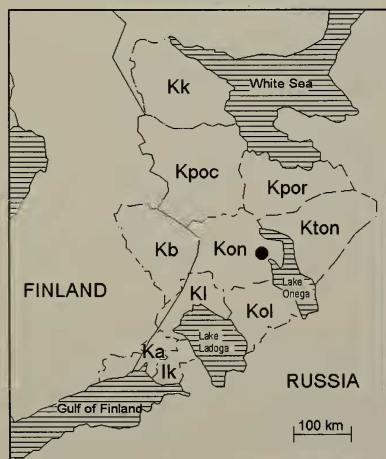 Kk
White Sea
Kpoc
Kpor
Kton
Kb
Kon
FINLAND
Kl
Kol
Lake
Onega
Lake
Ladoga
Ka
Ik
RUSSIA
Gulf of Finland
100 km